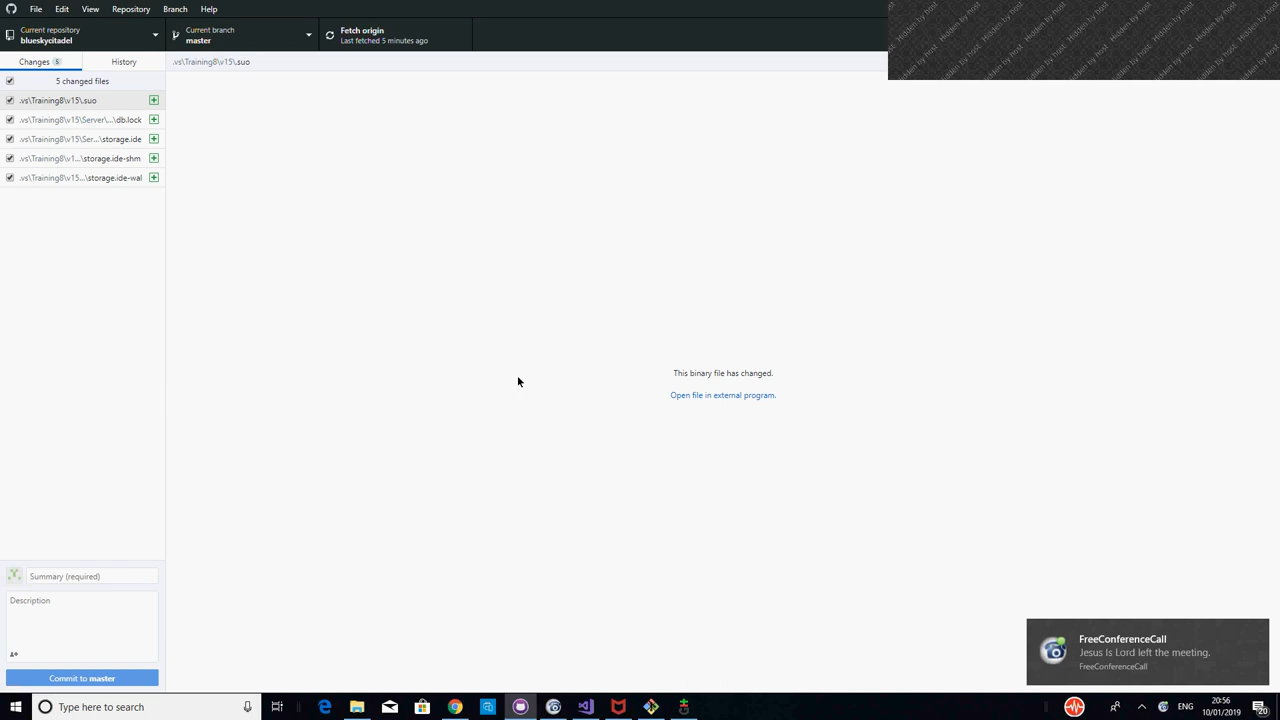 File Edit View Repository Branch Help
Current repository
blueskycitadel
Current branch
master
Fetch origin
Last fetched 5 minutes ago
Changes 5 History
.vs\Training8\v15\.suo
5 changed files
.vs\Training8\v15\.suo
.vs\Training8\v15\Server\...\db.lock
.vs\Training8\v15\Ser...\storage.ide
.vs\Training8\v1...\storage.ide-shm
.vs\Training8\v15...\storage.ide-wal
This binary file has changed.
Open file in external program.
Summary (required)
Description
Commit to master
Hidden by host
FreeConferenceCall
Jesus Is Lord left the meeting.
FreeConferenceCall
Type here to search
ENG
20:56
10/01/2019
20